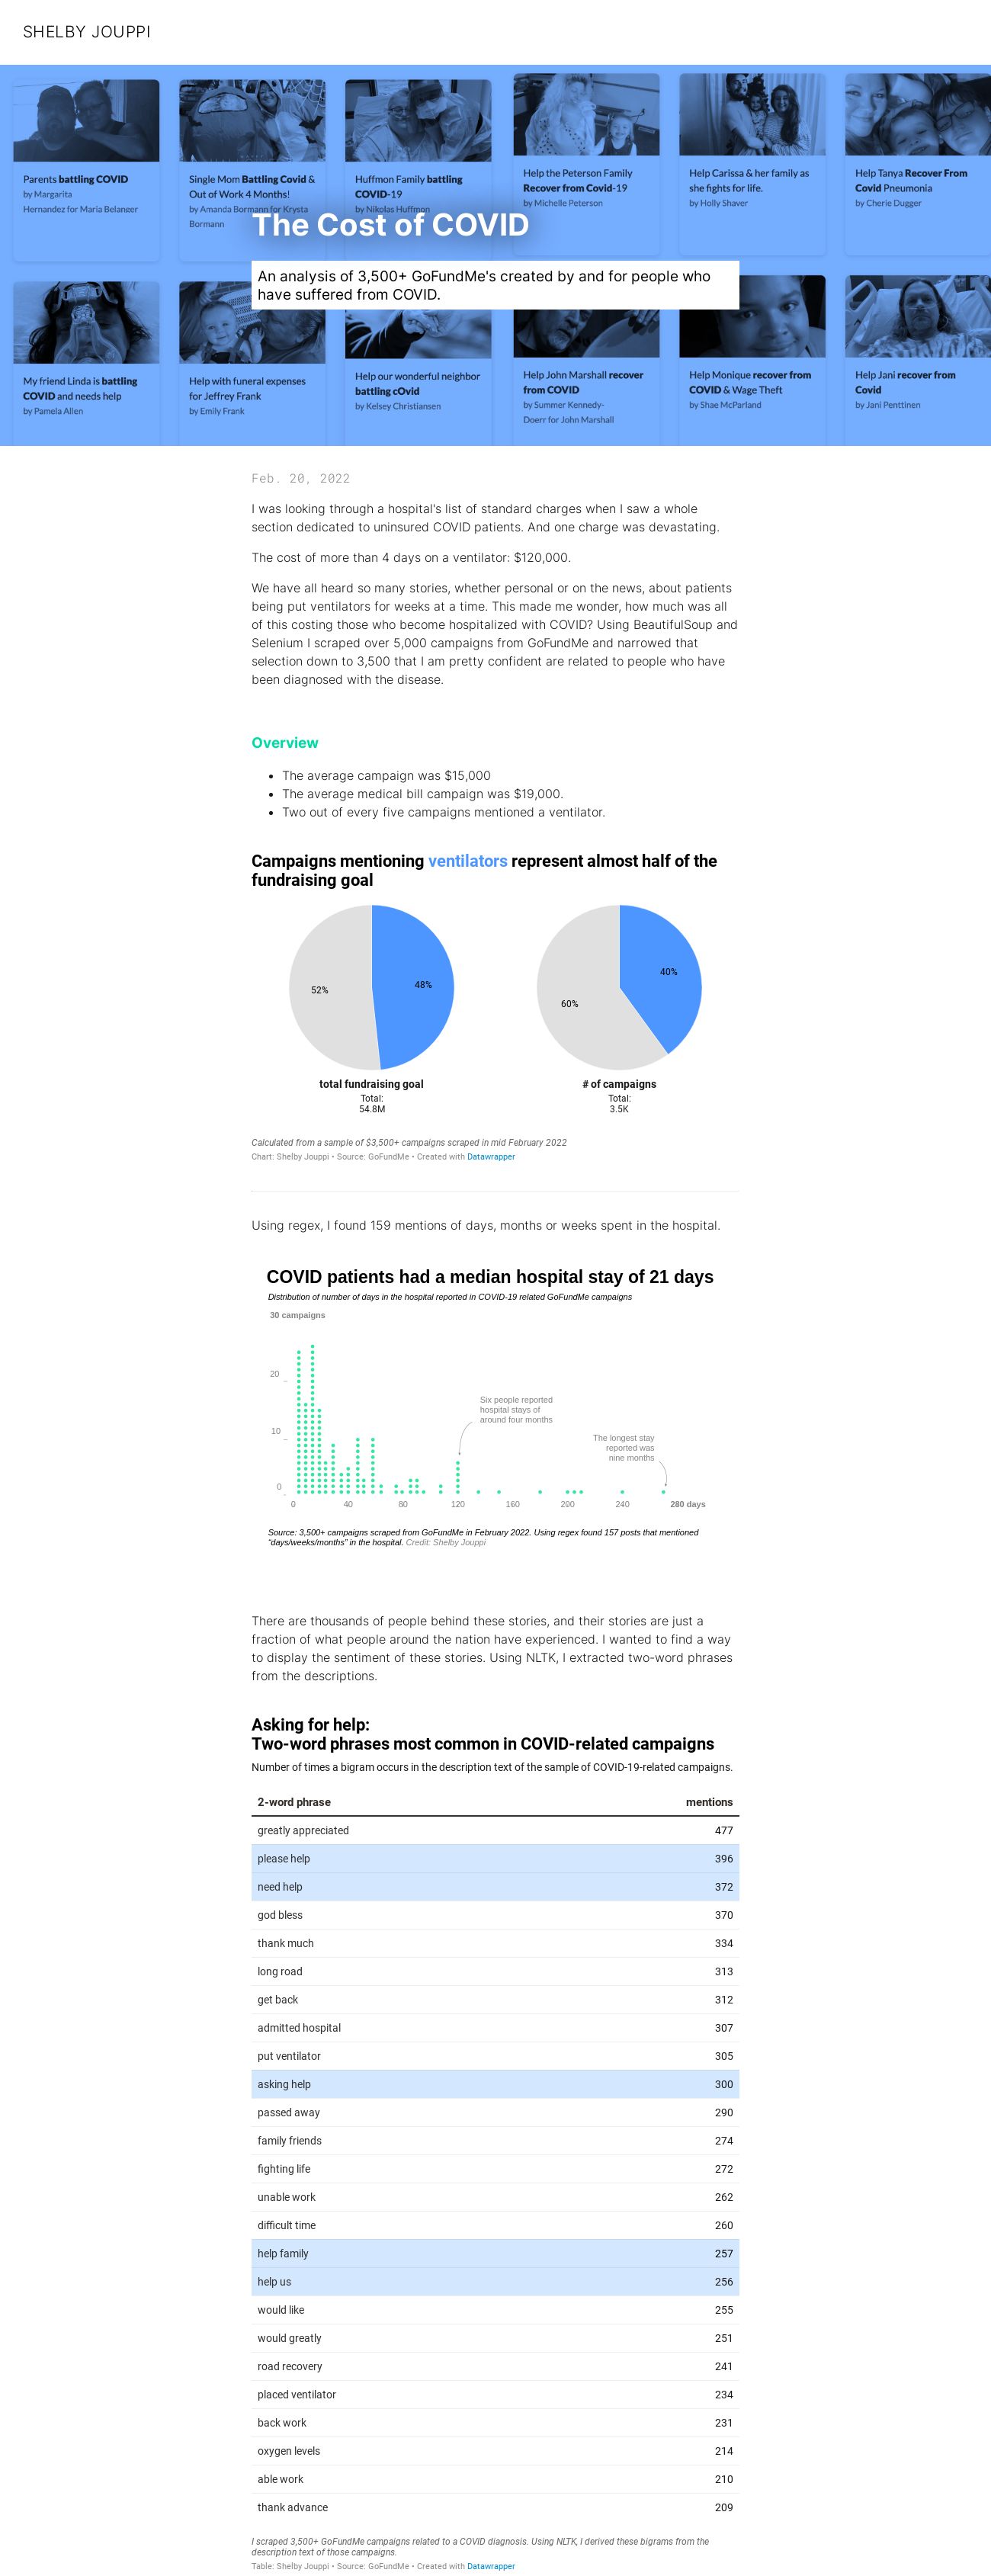 SHELBY JOUPPI
Parents battling COVID
by Margarita
Hernandez for Maria Belanzer
Single Mom Battling Covid &
Out of Work 4 Months!
by Amanda Bormann for Krysta
Bormann
Huffmon Family battling
COVID-19
by Nikolas Huffmon
Help the Peterson Family
Recover from Covid-19
by Michelle Peterson
Help Carissa & her family as
she fights for life.
by Holly Shaver
Help Tanya Recover From
Covid Pneumonia
by Cherie Dugger
The Cost of COVID
An analysis of 3,500+ GoFundMe's created by and for people who
have suffered from COVID.
My friend Linda is battling
COVID and needs help
by Pamela Allen
Help with funeral expenses
for Jeffrey Frank
by Emily Frank
Help our wonderful neighbor
battling cOvid
by Kelsey Christiansen
Help John Marshall recover
from COVID
by Summer Kennedy-
Doerr for John Marshall
Help Monique recover from
COVID & Wage Theft
by Shae McParland
Help Jani recover from
Covid
by Jani Penttinen
Feb. 20, 2022
I was looking through a hospital's list of standard charges when I saw a whole
section dedicated to uninsured COVID patients. And one charge was devastating.
The cost of more than 4 days on a ventilator: $120,000.
We have all heard so many stories, whether personal or on the news, about patients
being put ventilators for weeks at a time. This made me wonder, how much was all
of this costing those who become hospitalized with COVID? Using BeautifulSoup and
Selenium I scraped over 5,000 campaigns from GoFundMe and narrowed that
selection down to 3,500 that I am pretty confident are related to people who have
been diagnosed with the disease.
Overview
• The average campaign was $15,000
• The average medical bill campaign was $19,000.
• Two out of every five campaigns mentioned a ventilator.
Campaigns mentioning ventilators represent almost half of the
fundraising goal
52%
48%
60%
40%
total fundraising goal
Total:
54.8M
# of campaigns
Total:
3.5K
Calculated from a sample of $3,500+ campaigns scraped in mid February 2022
Chart: Shelby Jouppi • Source: GoFundMe • Created with Datawrapper
Using regex, I found 159 mentions of days, months or weeks spent in the hospital.
COVID patients had a median hospital stay of 21 days
Distribution of number of days in the hospital reported in COVID-19 related GoFundMe campaigns
30 campaigns
20
10
0
Six people reported
hospital stays of
around four months
The longest stay
reported was
nine months
0 40 80 120 160 200 240 280 days
Source: 3,500+ campaigns scraped from GoFundMe in February 2022. Using regex found 157 posts that mentioned
"days/weeks/months" in the hospital. Credit: Shelby Jouppi
There are thousands of people behind these stories, and their stories are just a
fraction of what people around the nation have experienced. I wanted to find a way
to display the sentiment of these stories. Using NLTK, I extracted two-word phrases
from the descriptions.
Asking for help:
Two-word phrases most common in COVID-related campaigns
Number of times a bigram occurs in the description text of the sample of COVID-19-related campaigns.
2-word phrase mentions
greatly appreciated 477
please help 396
need help 372
god bless 370
thank much 334
long road 313
get back 312
admitted hospital 307
put ventilator 305
asking help 300
passed away 290
family friends 274
fighting life 272
unable work 262
difficult time 260
help family 257
help us 256
would like 255
would greatly 251
road recovery 241
placed ventilator 234
back work 231
oxygen levels 214
able work 210
thank advance 209
I scraped 3,500+ GoFundMe campaigns related to a COVID diagnosis. Using NLTK, I derived these bigrams from the
description text of those campaigns.
Table: Shelby Jouppi • Source: GoFundMe • Created with Datawrapper